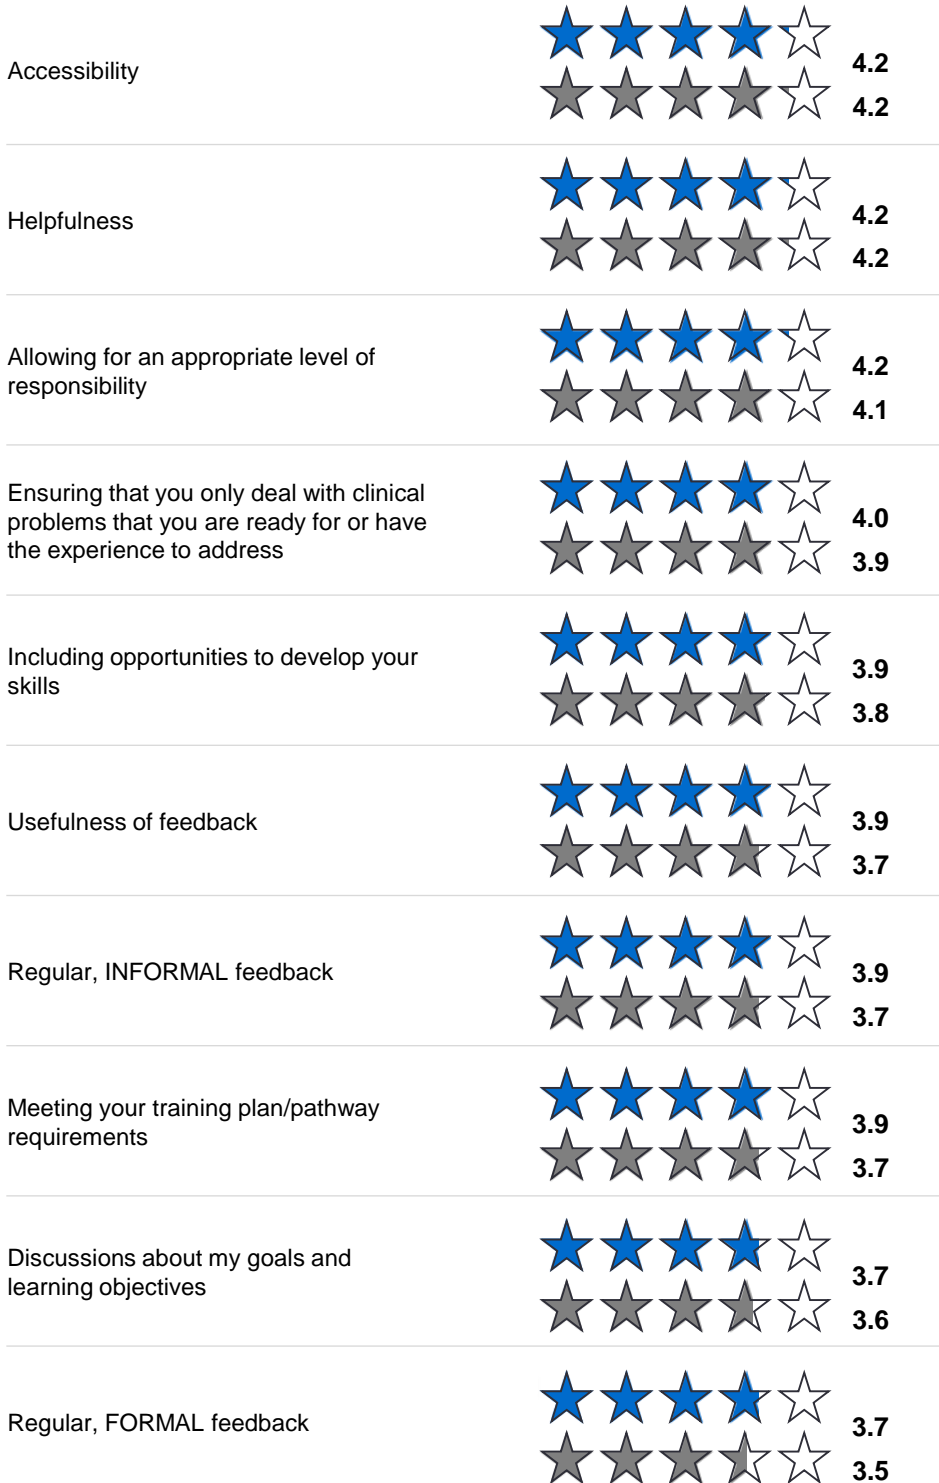 Accessibility
4.2
4.2
Helpfulness
4.2
4.2
Allowing for an appropriate level of
responsibility
4.2
4.1
Ensuring that you only deal with clinical
problems that you are ready for or have
the experience to address
4.0
3.9
Including opportunities to develop your
skills
3.9
3.8
Usefulness of feedback
3.9
3.7
Regular, INFORMAL feedback
3.9
3.7
Meeting your training plan/pathway
requirements
3.9
3.7
Discussions about my goals and
learning objectives
3.7
3.6
Regular, FORMAL feedback
3.7
3.5